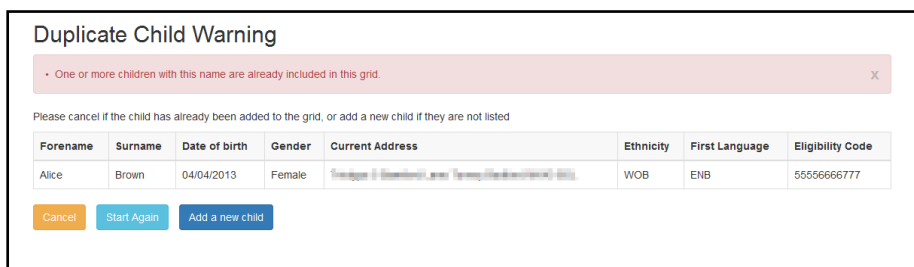 Duplicate Child Warning
• One or more children with this name are already included in this grid. x
Please cancel if the child has already been added to the grid, or add a new child if they are not listed
Forename Surname Date of birth Gender Current Address Ethnicity First Language Eligibility Code
Alice Brown 04/04/2013 Female WOB ENB 55556666777
Cancel Start Again Add a new child